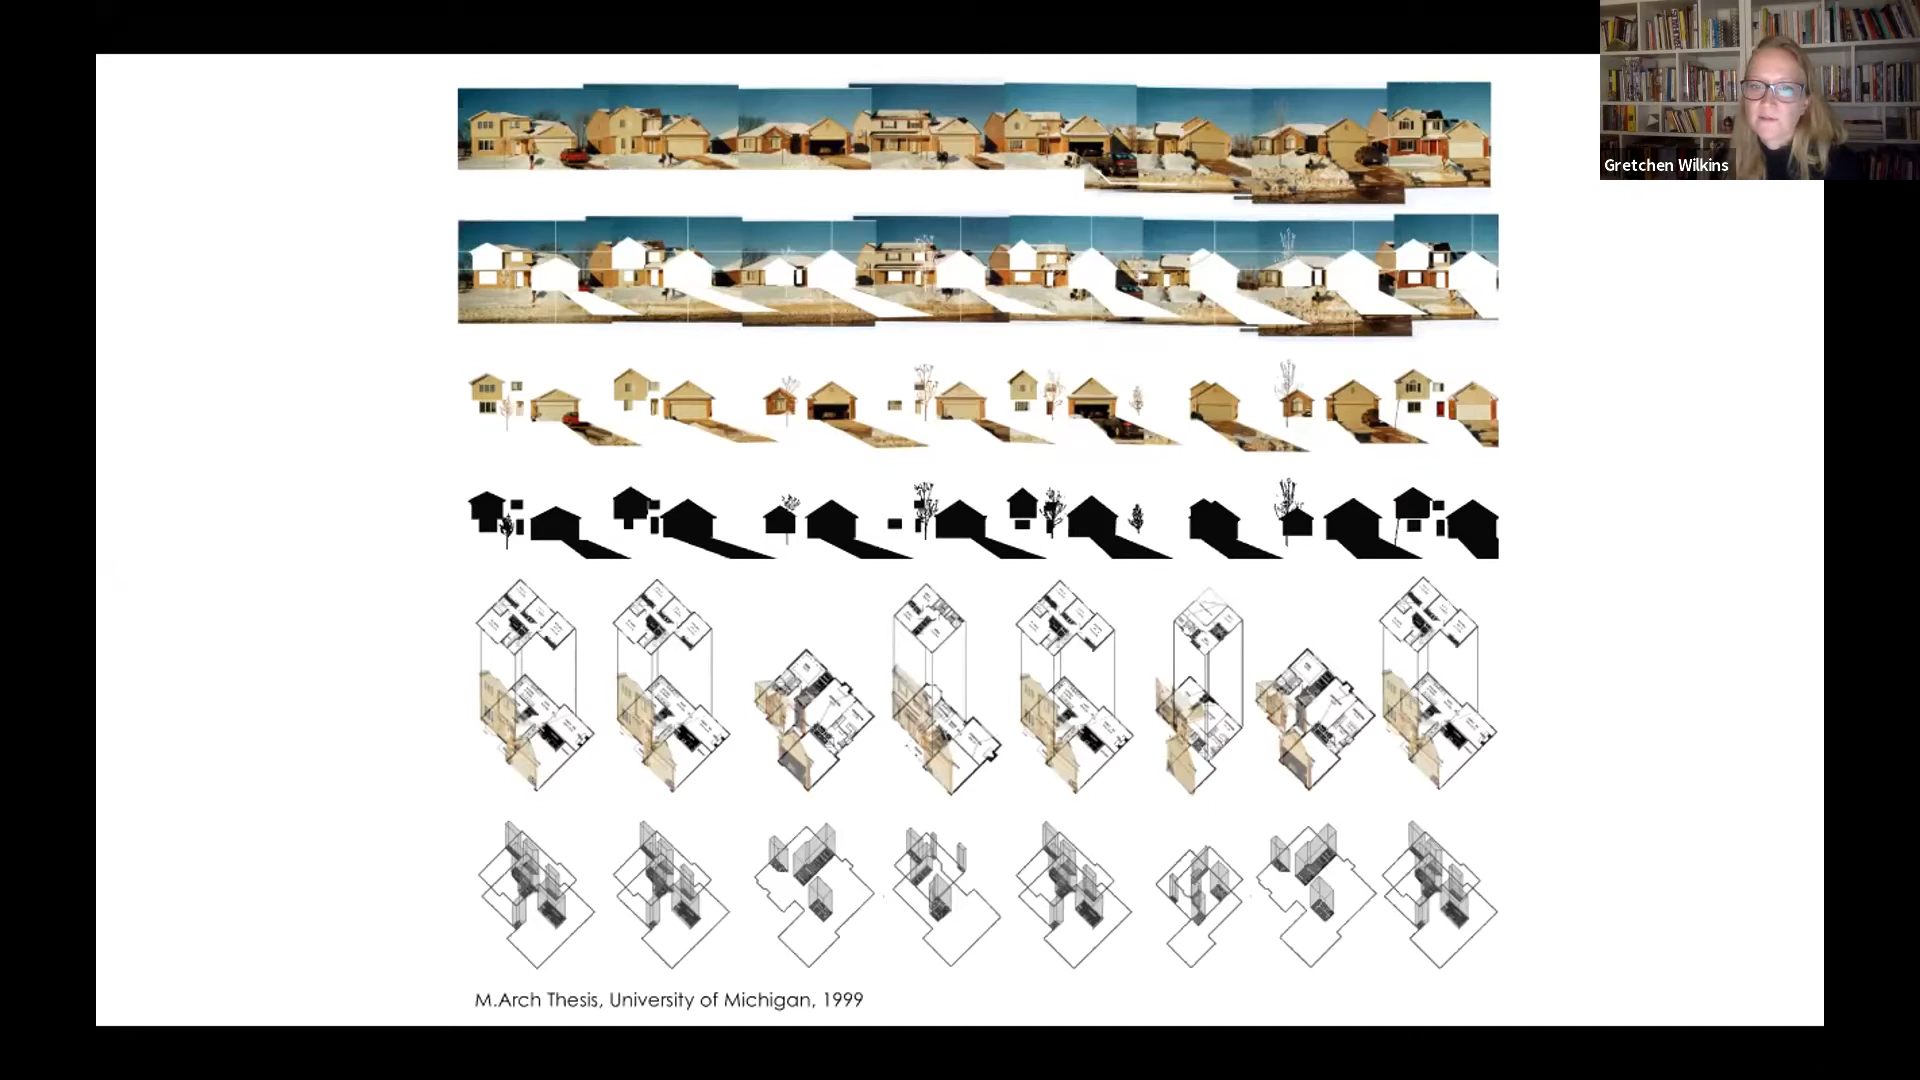 Gretchen Wilkins
M.Arch Thesis, University of Michigan, 1999